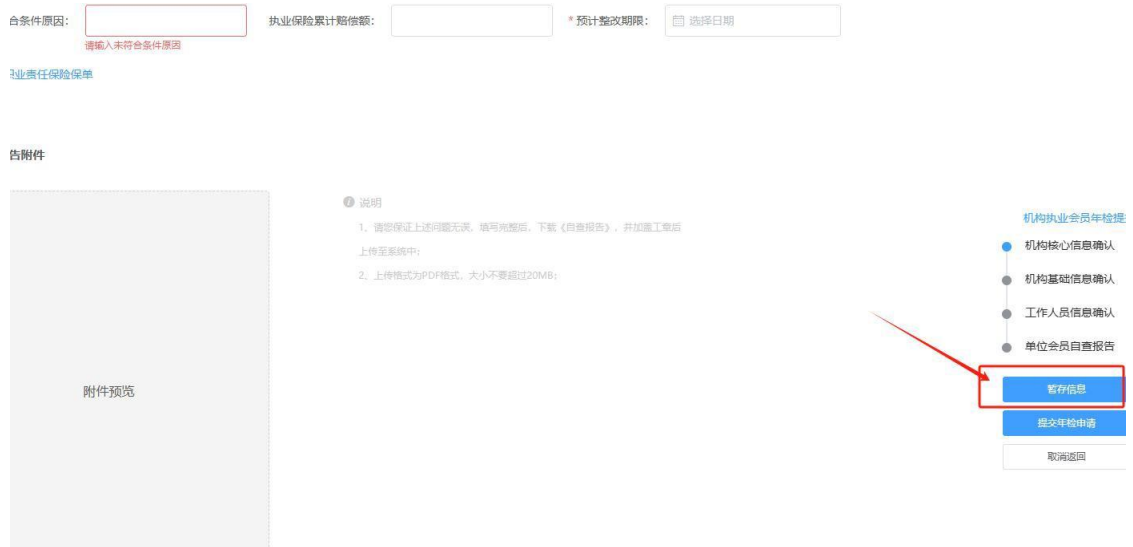 合条件原因：
执业保险累计赔偿额：
* 预计整改期限：
选择日期
请输入未符合条件原因
职业责任保险保单
告附件
说明
1、请您保证上述问题无误，填写完整后，下载《自查报告》，并加盖工章后
上传至系统中；
2、上传格式为PDF格式，大小不要超过20MB；
附件预览
机构执业会员年检提
机构核心信息确认
机构基础信息确认
工作人员信息确认
单位会员自查报告
暂存信息
提交年检申请
取消返回